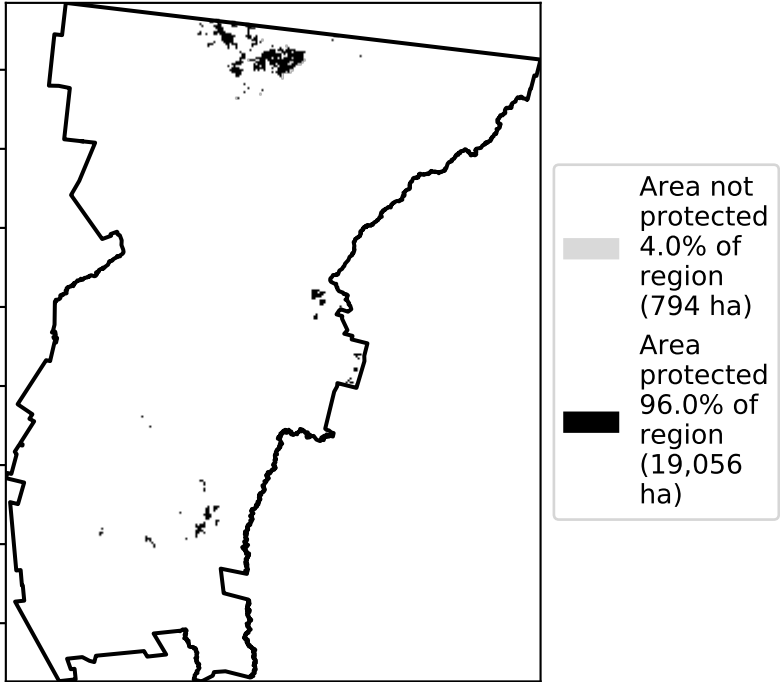 Area not
protected
4.0% of
region
(794 ha)
Area
protected
96.0% of
region
(19,056
ha)